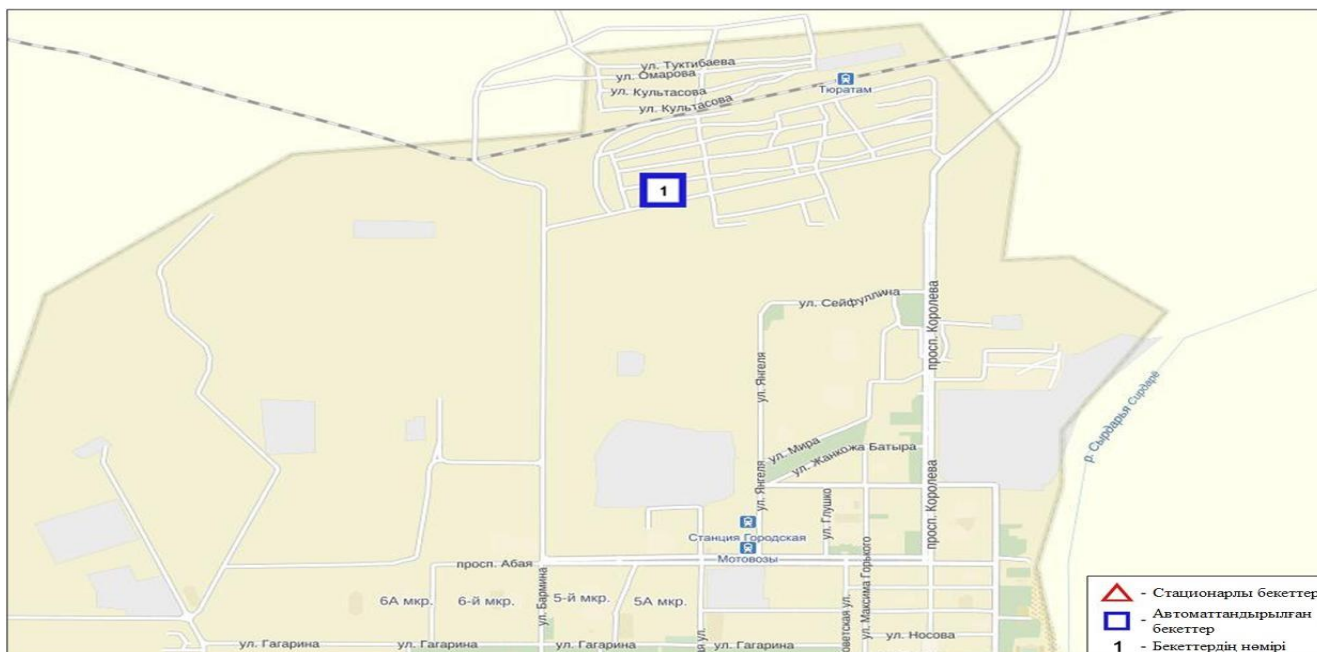 ул. Туктибаева
ул. Омарова
ул. Культасова
ул. Культасова
Тюратам
1
ул. Сейфуллина
просп. Королева
ул. Янгеля
ул. Мира
ул. Жанкожа Батыра
р. Сырдарья Сирдарё
ул. Янгеля
ул. Глушко
просп. Королева
Станция Городская
Мотовозы
ул. Максима Горького
просп. Абая
ул. Бармина
6А мкр.
6-й мкр.
5-й мкр.
5А мкр.
ул. Носова
ул. Гагарина
ул. Гагарина
ул. Гагарина
ул. Гагарина
- Стационарлы бекеттер
- Автоматтандырылған
бекеттер
1 - Бекеттердің нөмірі